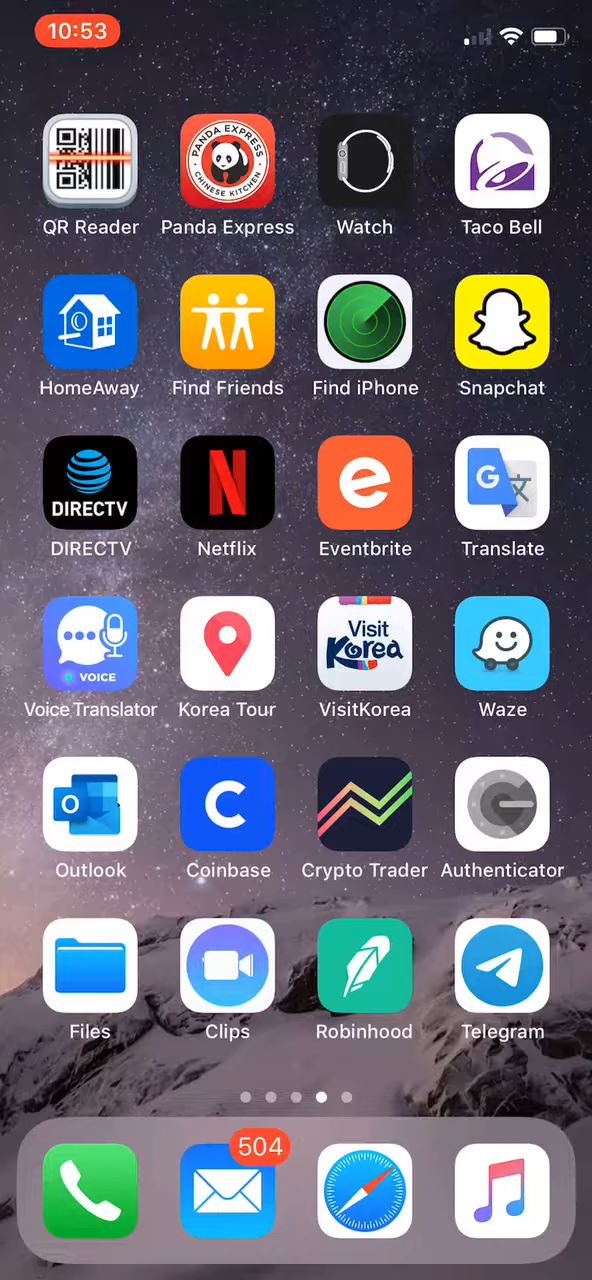 10:53
PANDA EXPRESS
CHINESE KITCHEN
QR Reader
Panda Express
Watch
Taco Bell
HomeAway
Find Friends
Find iPhone
Snapchat
DIRECTV
N
e
G 文
DIRECTV
Netflix
Eventbrite
Translate
VOICE
Visit
Korea
Voice Translator
Korea Tour
VisitKorea
Waze
O
C
Outlook
Coinbase
Crypto Trader
Authenticator
Files
Clips
Robinhood
Telegram
504